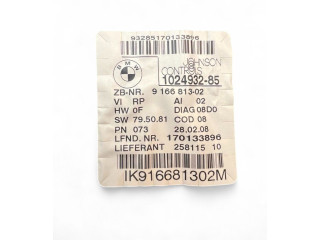 93285170133896
BMW
JOHNSON
CONTROLS
1024932-85
ZB-NR. 9 166 813-02
VI RP AI 02
HW 0F DIAG 08D0
SW 79.50.81 COD 08
PN 073 28.02.08
LFND. NR. 170133896
LIEFERANT 258115 10
IK916681302M